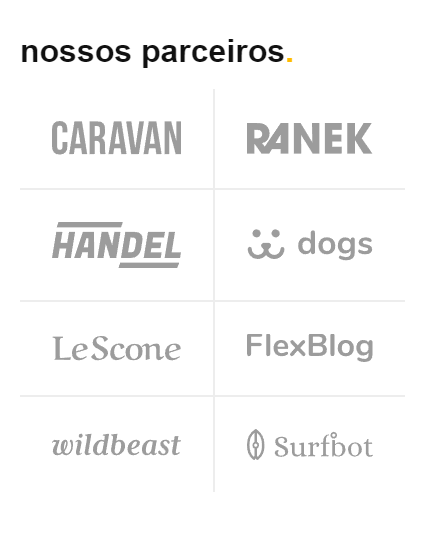 nossos parceiros.
CARAVAN
RANEK
HANDEL
dogs
LeScone
FlexBlog
wildbeast
Surfbot